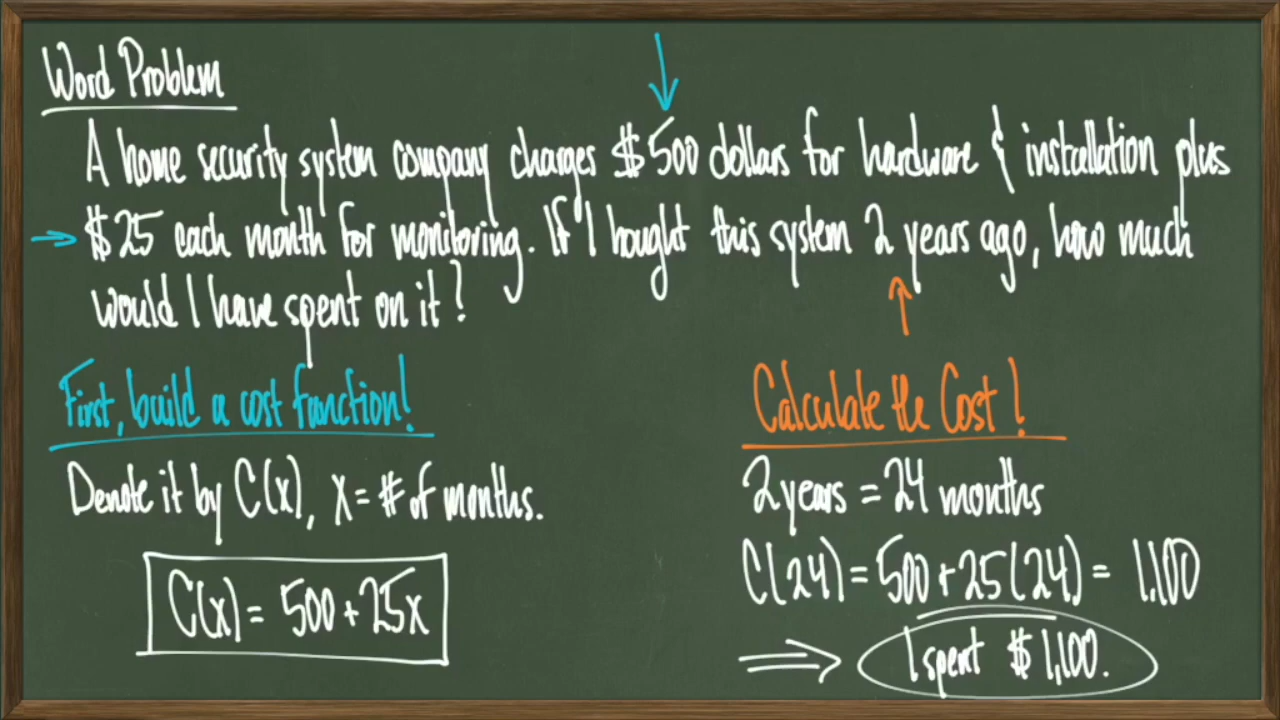 Word Problem
A home security system company charges $500 dollars for hardware & installation plus
$25 each month for monitoring. If I bought this system 2 years ago, how much
would I have spent on it?
First, build a cost function!
Denote it by C(x), x = # of months.
C(x) = 500 + 25x
Calculate the Cost!
2 years = 24 months
C(24) = 500 + 25(24) = 1,100
⟹ I spent $1,100.